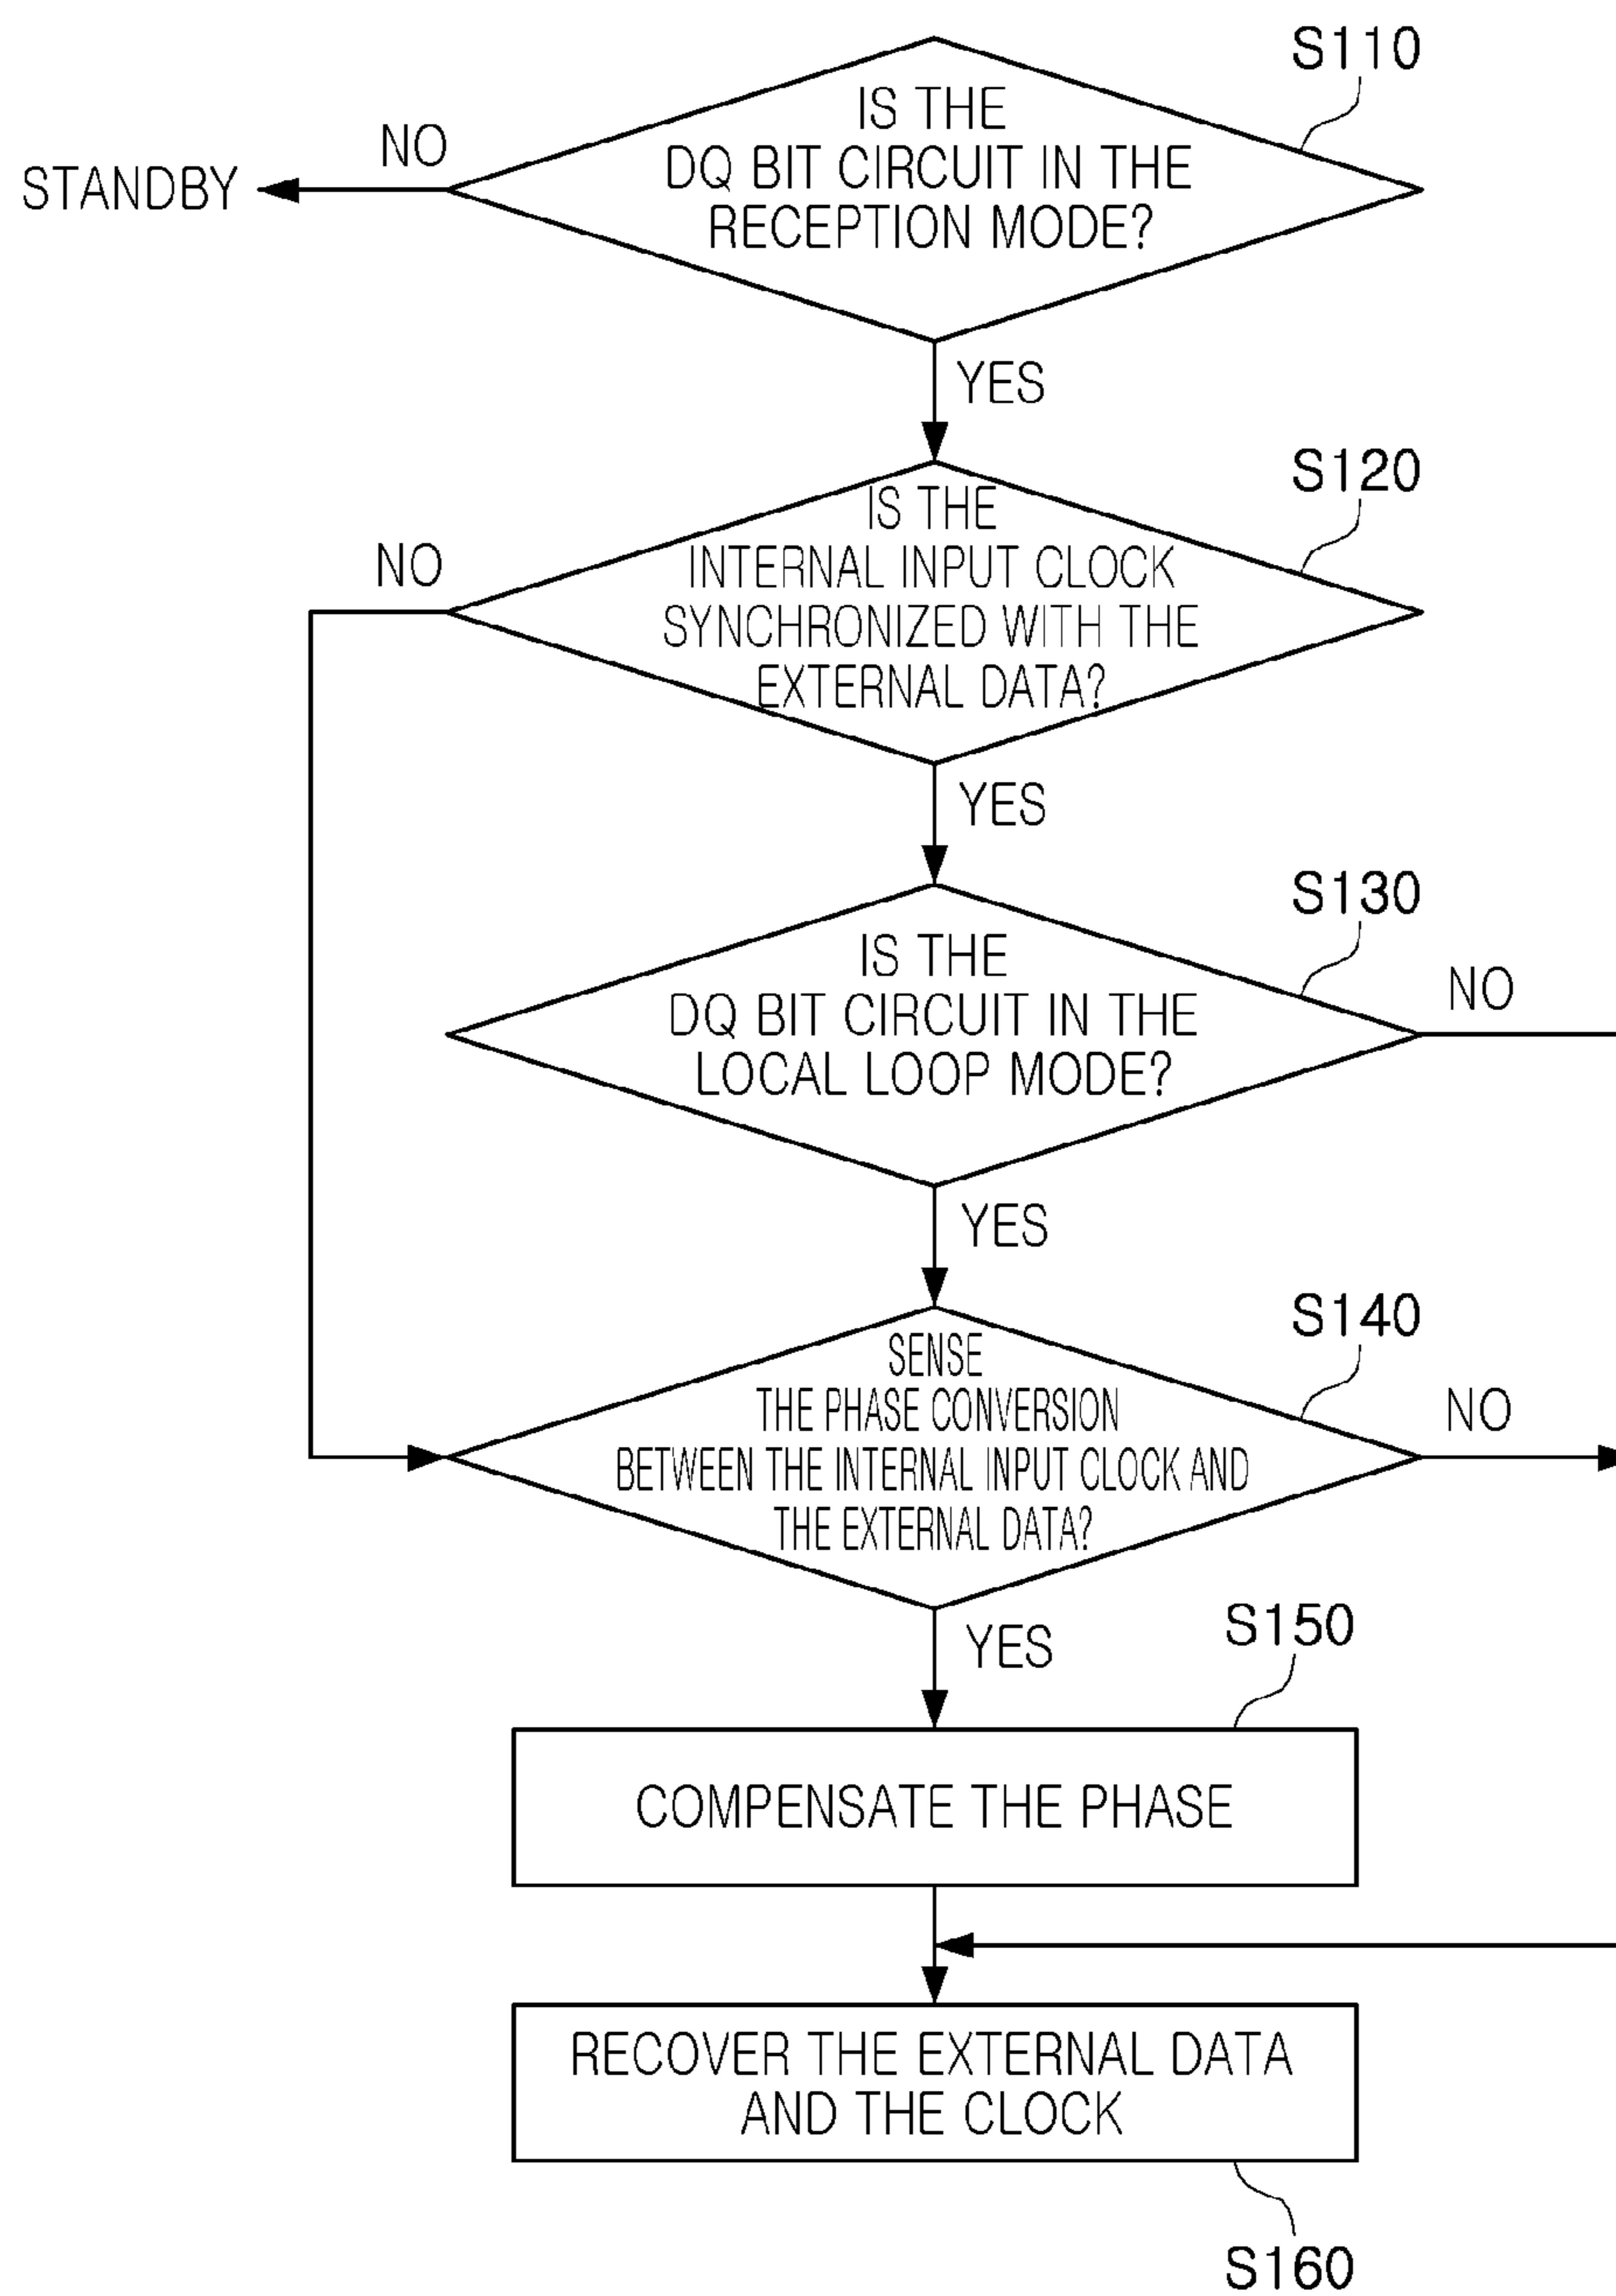 S110
IS THE
DQ BIT CIRCUIT IN THE
RECEPTION MODE?
NO
STANDBY
YES
S120
IS THE
INTERNAL INPUT CLOCK
SYNCHRONIZED WITH THE
EXTERNAL DATA?
NO
YES
S130
IS THE
DQ BIT CIRCUIT IN THE
LOCAL LOOP MODE?
NO
YES
S140
SENSE
THE PHASE CONVERSION
BETWEEN THE INTERNAL INPUT CLOCK AND
THE EXTERNAL DATA?
NO
YES
S150
COMPENSATE THE PHASE
RECOVER THE EXTERNAL DATA
AND THE CLOCK
S160